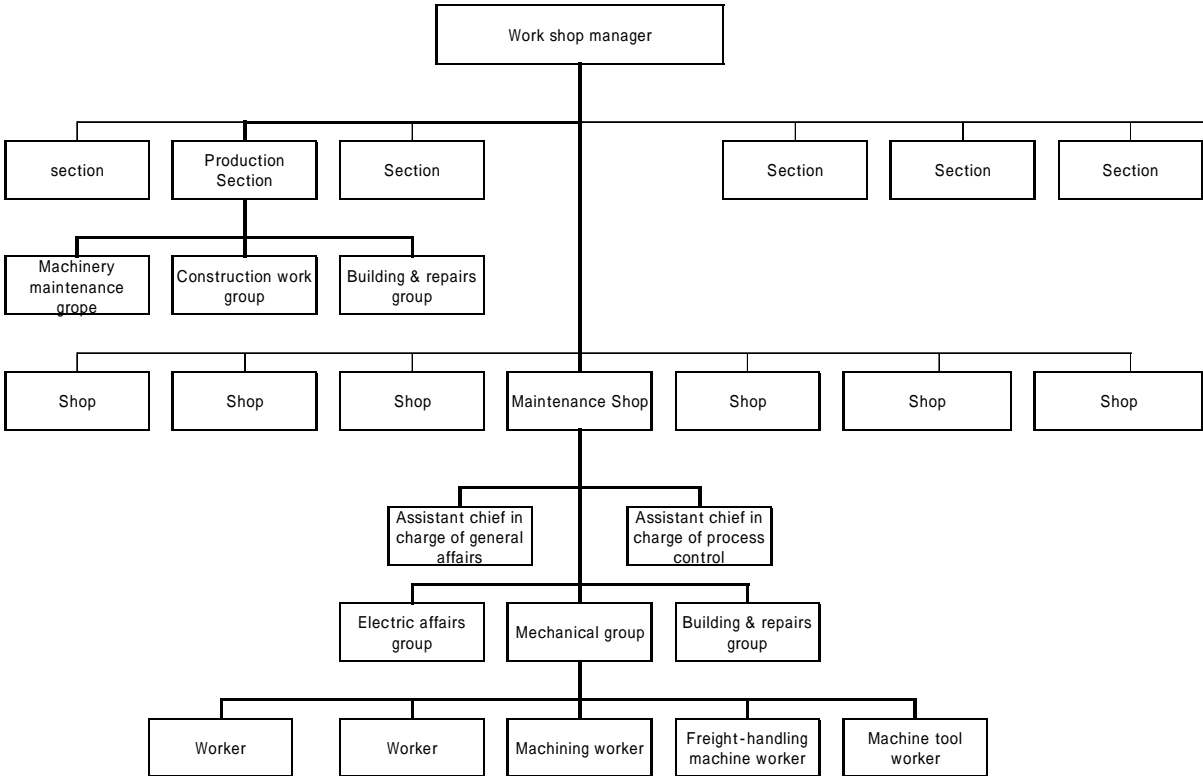 Work shop manager
section
Production
Section
Section
Section
Section
Section
Machinery
maintenance
grope
Construction work
group
Building & repairs
group
Shop
Shop
Shop
Maintenance Shop
Shop
Shop
Shop
Assistant chief in
charge of general
affairs
Assistant chief in
charge of process
control
Electric affairs
group
Mechanical group
Building & repairs
group
Worker
Worker
Machining worker
Freight-handling
machine worker
Machine tool
worker